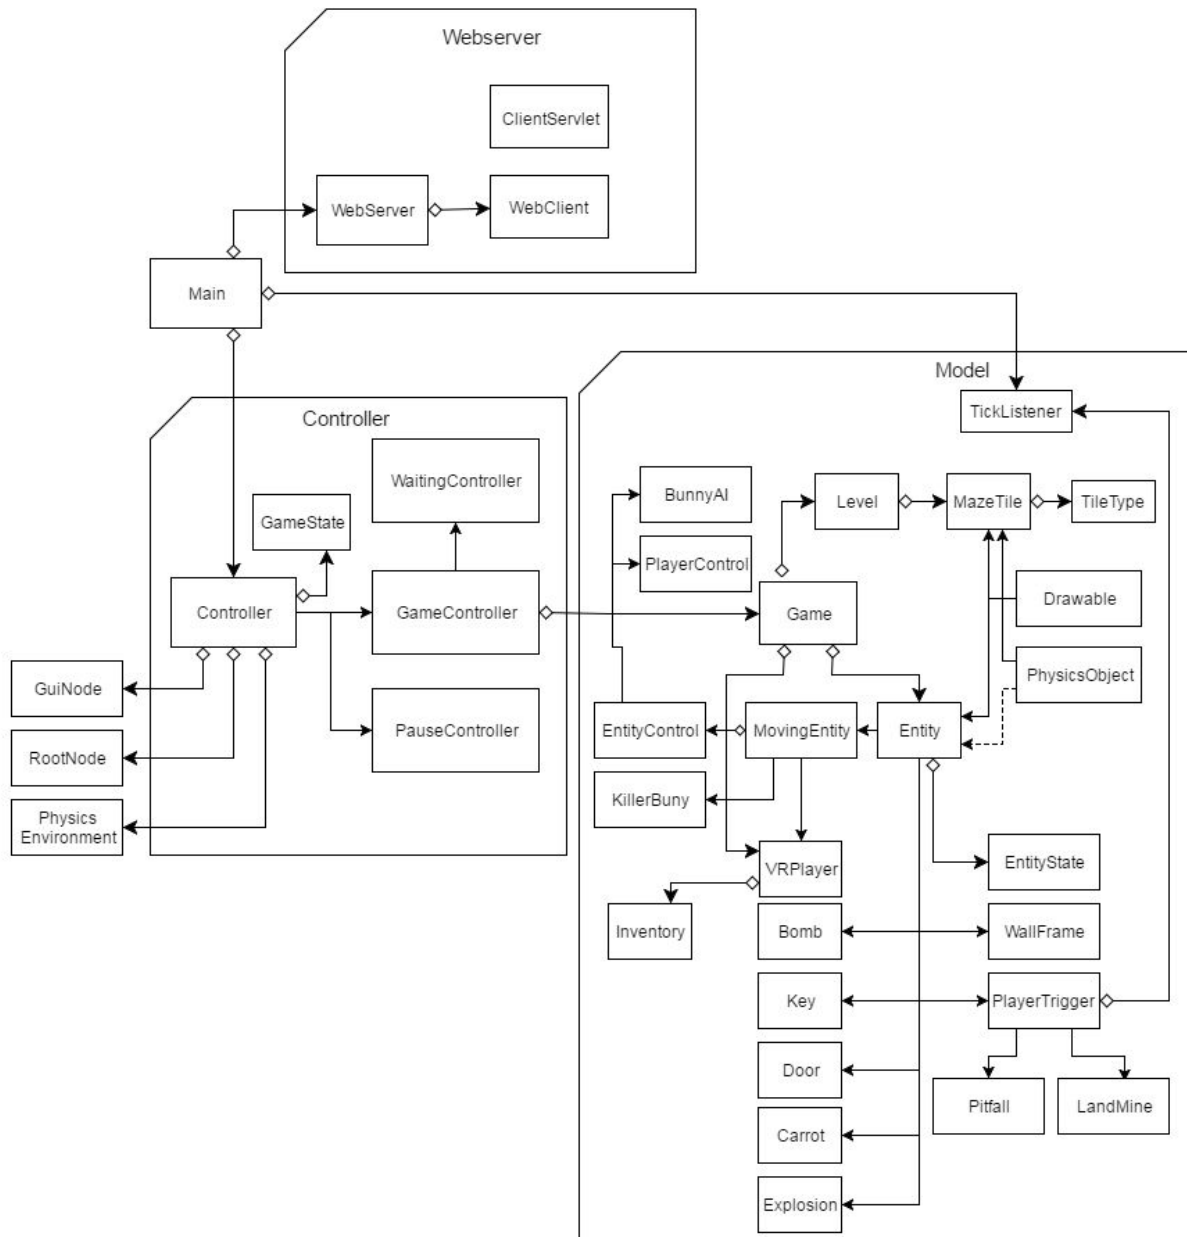 Webserver
ClientServlet
WebServer
WebClient
Main
Model
TickListener
Controller
WaitingController
BunnyAI
Level
MazeTile
TileType
GameState
PlayerControl
Controller
GameController
Game
Drawable
GuiNode
PhysicsObject
EntityControl
MovingEntity
Entity
PauseController
RootNode
KillerBuny
Physics
Environment
VRPlayer
EntityState
Inventory
Bomb
WallFrame
Key
PlayerTrigger
Door
Pitfall
LandMine
Carrot
Explosion